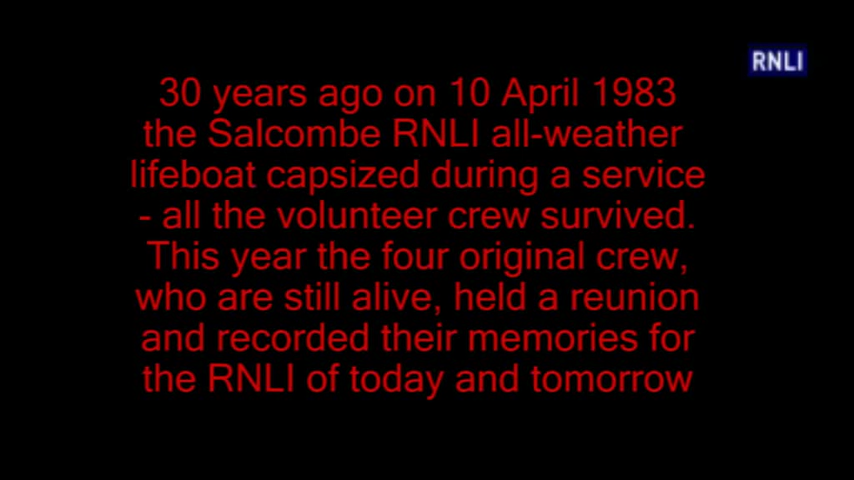 RNLI
30 years ago on 10 April 1983
the Salcombe RNLI all-weather
lifeboat capsized during a service
- all the volunteer crew survived.
This year the four original crew,
who are still alive, held a reunion
and recorded their memories for
the RNLI of today and tomorrow